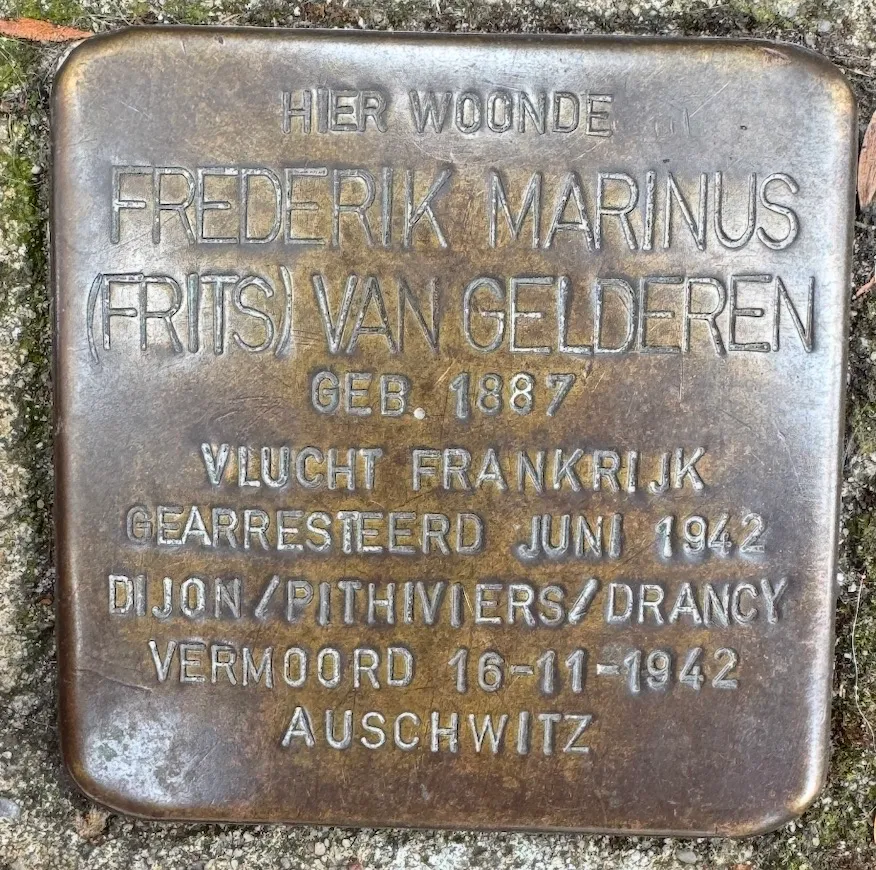 HIER WOONDE
FREDERIK MARINUS
(FRITS) VAN GELDEREN
GEB. 1887
VLUCHT FRANKRIJK
GEARRESTEERD JUNI 1942
DIJON/PITHIVIERS/DRANCY
VERMOORD 16-11-1942
AUSCHWITZ